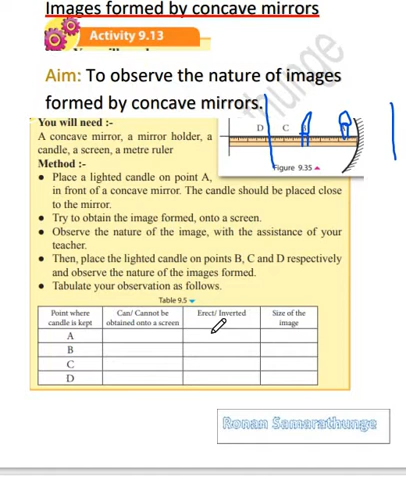 Images formed by concave mirrors
Activity 9.13
Aim: To observe the nature of images
formed by concave mirrors.
You will need :-
A concave mirror, a mirror holder, a
candle, a screen, a metre ruler
Method :-
• Place a lighted candle on point A,
in front of a concave mirror. The candle should be placed close
to the mirror.
• Try to obtain the image formed, onto a screen.
• Observe the nature of the image, with the assistance of your
teacher.
• Then, place the lighted candle on points B, C and D respectively
and observe the nature of the images formed.
• Tabulate your observation as follows.
D C
Figure 9.35
Table 9.5
Point where candle is kept Can/ Cannot be obtained onto a screen Erect/ Inverted Size of the image
A
B
C
D
Ronan Samarathunge